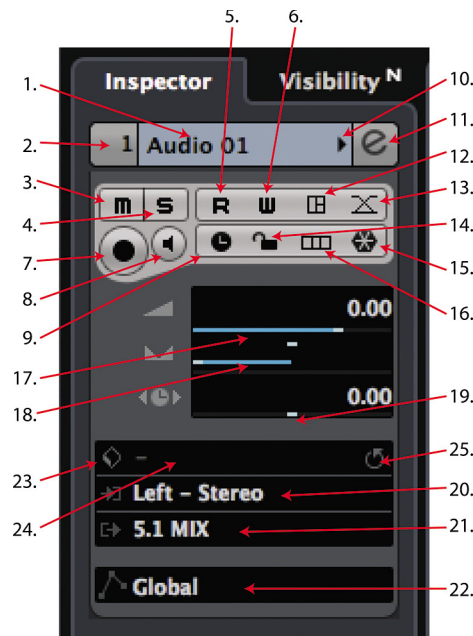 5. 6.
1. Inspector Visibility N 10.
2. 1 Audio 01 e 11.
12.
3. m S R W 13.
4. 14.
7.
8. 15.
9. 16.
0.00
17.
18. 0.00 19.
23. – 25.
24. Left – Stereo 20.
5.1 MIX 21.
Global 22.